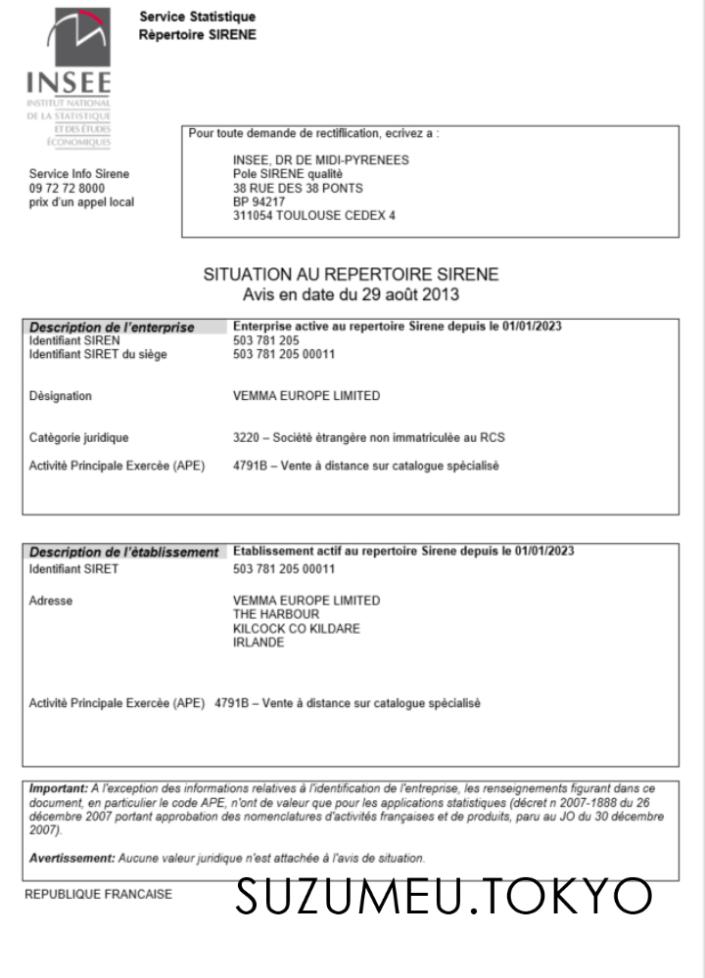 Service Statistique
Rèpertoire SIRENE
INSEE
INSTITUT NATIONAL
DE LA STATISTIQUE
ET DES ÉTUDES
ÉCONOMIQUES
Service Info Sirene
09 72 72 8000
prix d'un appel local
Pour toute demande de rectiflication, ecrivez a :
INSEE, DR DE MIDI-PYRENEES
Pole SIRENE qualitè
38 RUE DES 38 PONTS
BP 94217
311054 TOULOUSE CEDEX 4
SITUATION AU REPERTOIRE SIRENE
Avis en date du 29 août 2013
Description de l'enterprise Enterprise active au repertoire Sirene depuis le 01/01/2023
Identifiant SIREN 503 781 205
Identifiant SIRET du siège 503 781 205 00011
Dèsignation VEMMA EUROPE LIMITED
Catègorie juridique 3220 – Sociètè ètrangère non immatriculèe au RCS
Activitè Principale Exercèe (APE) 4791B – Vente à distance sur catalogue spècialisè
Description de l'ètablissement Etablissement actif au repertoire Sirene depuis le 01/01/2023
Identifiant SIRET 503 781 205 00011
Adresse VEMMA EUROPE LIMITED
THE HARBOUR
KILCOCK CO KILDARE
IRLANDE
Activitè Principale Exercèe (APE) 4791B – Vente à distance sur catalogue spècialisè
Important: A l'exception des informations relatives à l'identification de l'entreprise, les renseignements figurant dans ce
document, en particulier le code APE, n'ont de valeur que pour les applications statistiques (décret n 2007-1888 du 26
décembre 2007 portant approbation des nomenclatures d'activités françaises et de produits, paru au JO du 30 décembre
2007).
Avertissement: Aucune valeur juridique n'est attachée à l'avis de situation.
REPUBLIQUE FRANCAISE
SUZUMEU.TOKYO